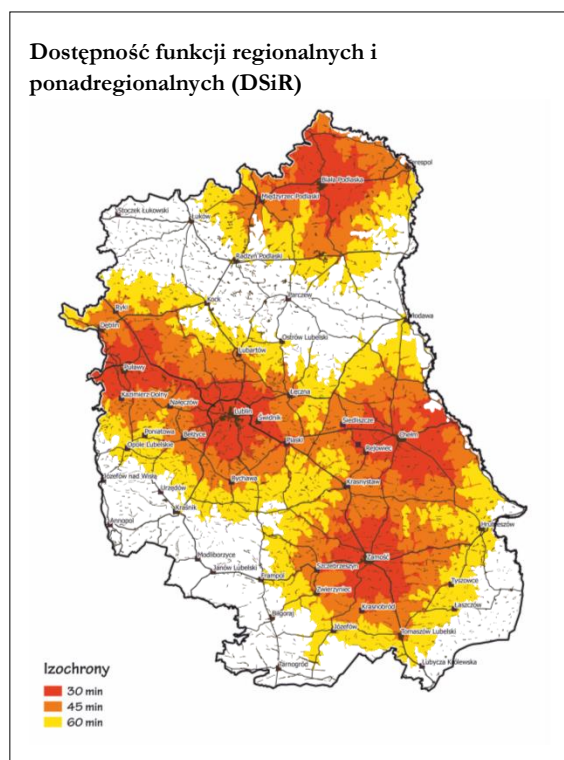 Dostępność funkcji regionalnych i
ponadregionalnych (DSiR)
Terespol
Biała Podlaska
Międzyrzec Podlaski
Stoczek Łukowski
Łuków
Radzyń Podlaski
Kock
Parczew
Ryki
Dęblin
Włodawa
Ostrów Lubelski
Lubartów
Puławy
Łęczna
Kazimierz Dolny
Nałęczów
Lublin
Świdnik
Siedliszcze
Chełm
Poniatowa
Bełżyce
Piaski
Rejowiec
Opole Lubelskie
Józefów nad Wisłą
Bychawa
Krasnystaw
Urzędów
Kraśnik
Annopol
Hrubieszów
Modliborzyce
Zamość
Janów Lubelski
Szczebrzeszyn
Frampol
Tyszowce
Zwierzyniec
Krasnobród
Łaszczów
Biłgoraj
Józefów
Tomaszów Lubelski
Tarnogród
Lubycza Królewska
Izochrony
30 min
45 min
60 min